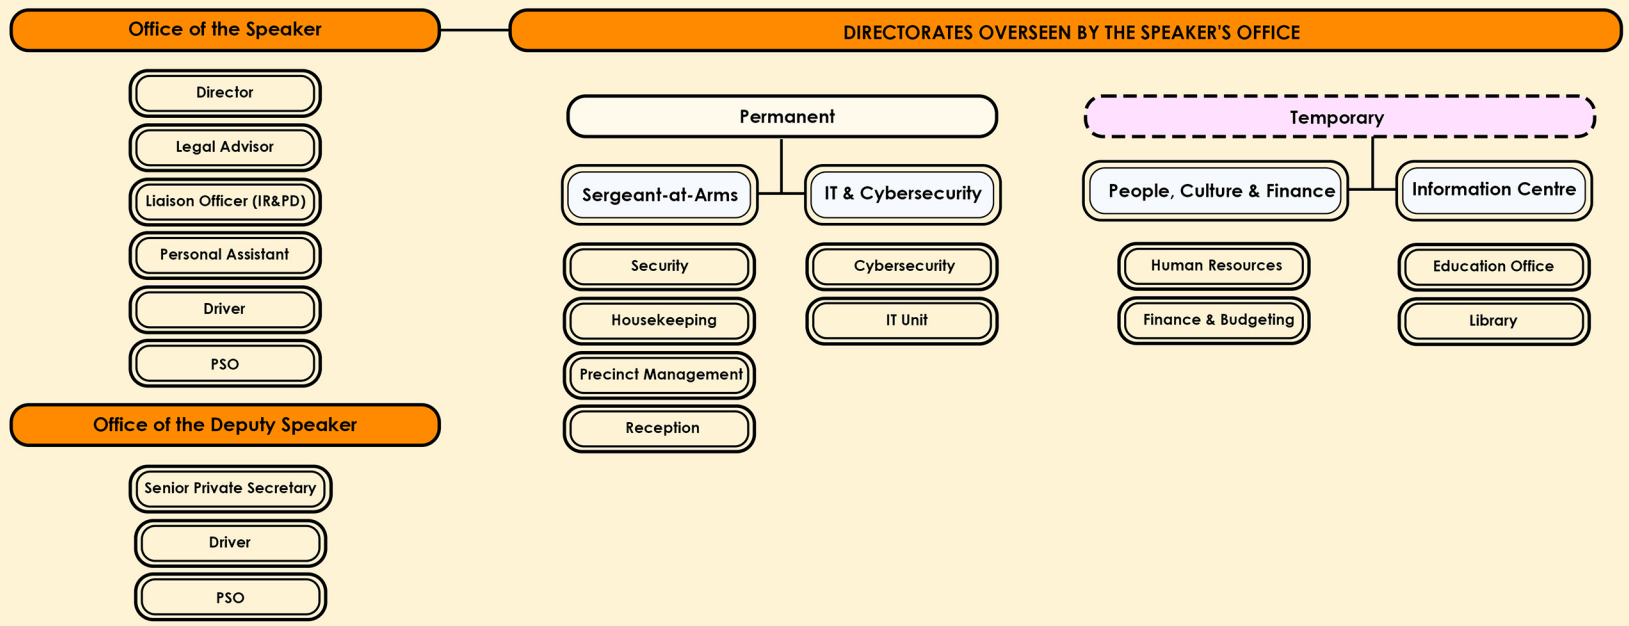 Office of the Speaker
Director
Legal Advisor
Liaison Officer (IR&PD)
Personal Assistant
Driver
PSO
Office of the Deputy Speaker
Senior Private Secretary
Driver
PSO
DIRECTORATES OVERSEEN BY THE SPEAKER'S OFFICE
Permanent
Sergeant-at-Arms
Security
Housekeeping
Precinct Management
Reception
IT & Cybersecurity
Cybersecurity
IT Unit
Temporary
People, Culture & Finance
Human Resources
Finance & Budgeting
Information Centre
Education Office
Library